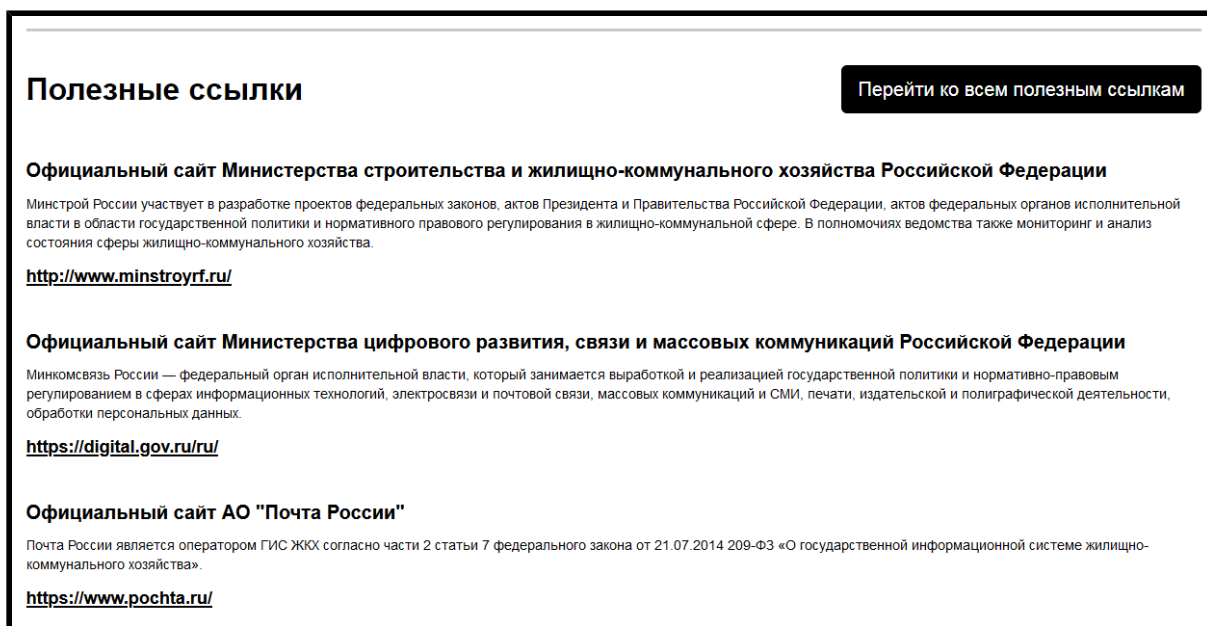 Полезные ссылки
Перейти ко всем полезным ссылкам
Официальный сайт Министерства строительства и жилищно-коммунального хозяйства Российской Федерации
Минстрой России участвует в разработке проектов федеральных законов, актов Президента и Правительства Российской Федерации, актов федеральных органов исполнительной
власти в области государственной политики и нормативного правового регулирования в жилищно-коммунальной сфере. В полномочиях ведомства также мониторинг и анализ
состояния сферы жилищно-коммунального хозяйства.
http://www.minstroyrf.ru/
Официальный сайт Министерства цифрового развития, связи и массовых коммуникаций Российской Федерации
Минкомсвязь России — федеральный орган исполнительной власти, который занимается выработкой и реализацией государственной политики и нормативно-правовым
регулированием в сферах информационных технологий, электросвязи и почтовой связи, массовых коммуникаций и СМИ, печати, издательской и полиграфической деятельности,
обработки персональных данных.
https://digital.gov.ru/ru/
Официальный сайт АО "Почта России"
Почта России является оператором ГИС ЖКХ согласно части 2 статьи 7 федерального закона от 21.07.2014 209-ФЗ «О государственной информационной системе жилищно-
коммунального хозяйства».
https://www.pochta.ru/